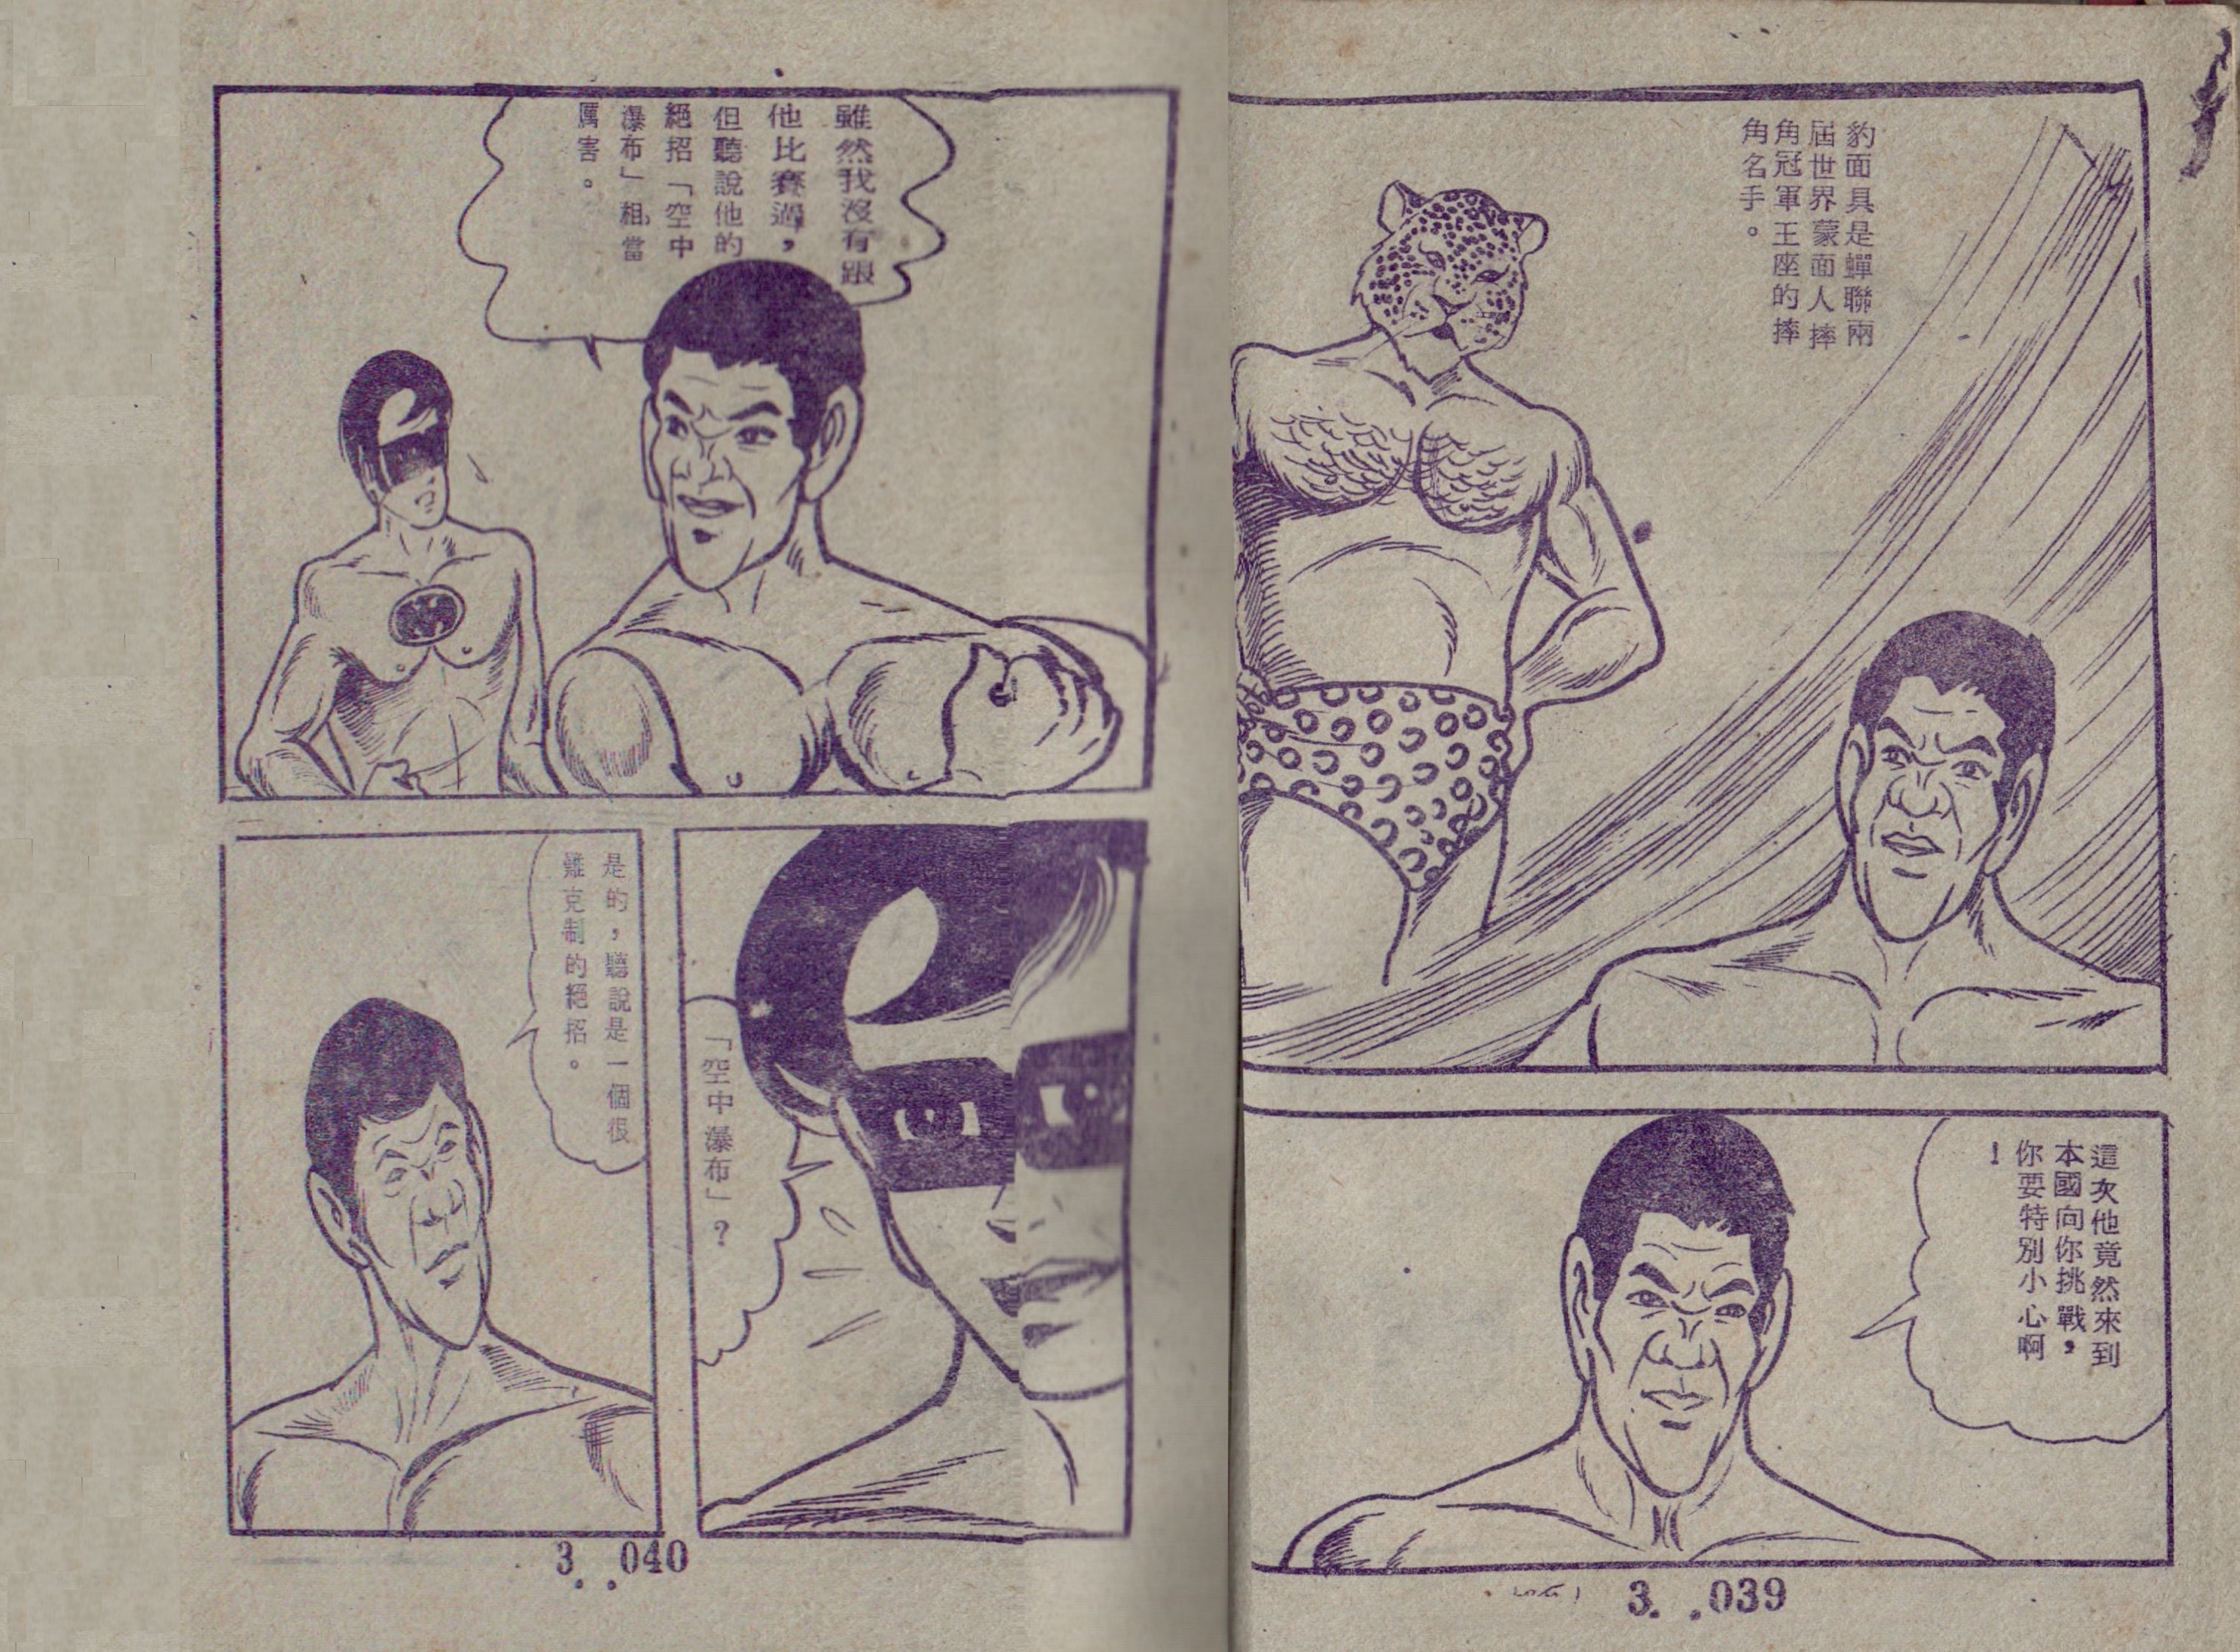 豹面具是蟬聯兩
屆世界蒙面人摔
角冠軍王座的摔
角名手。
這次他竟然來到
本國向你挑戰，
你要特別小心啊
！
3..039
雖然我沒有跟
他比賽過，
但聽說他的
絕招「空中
瀑布」相當
厲害。
「空中瀑布」？
是的，聽說是一個很
難克制的絕招。
3..040